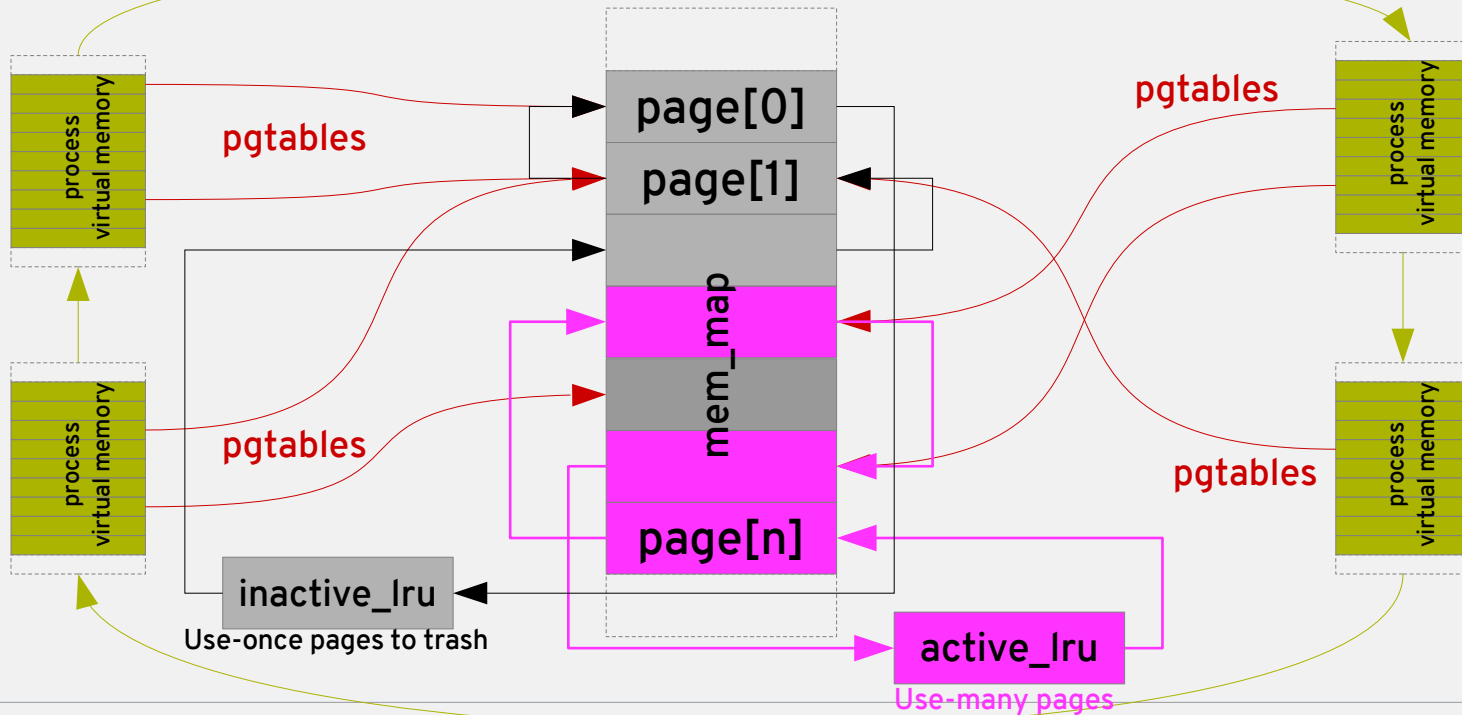 process
virtual memory
pgtables
page[0]
page[1]
mem_map
page[n]
pgtables
process
virtual memory
process
virtual memory
pgtables
pgtables
process
virtual memory
inactive_lru
Use-once pages to trash
active_lru
Use-many pages